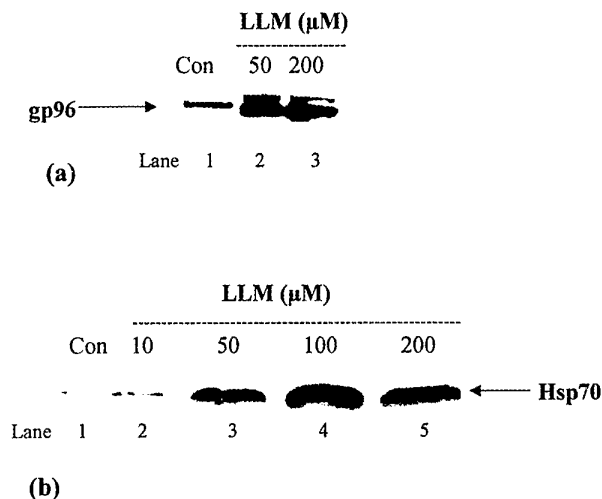 LLM (μM)
Con 50 200
gp96
(a)
Lane 1 2 3
LLM (μM)
Con 10 50 100 200
Hsp70
Lane 1 2 3 4 5
(b)